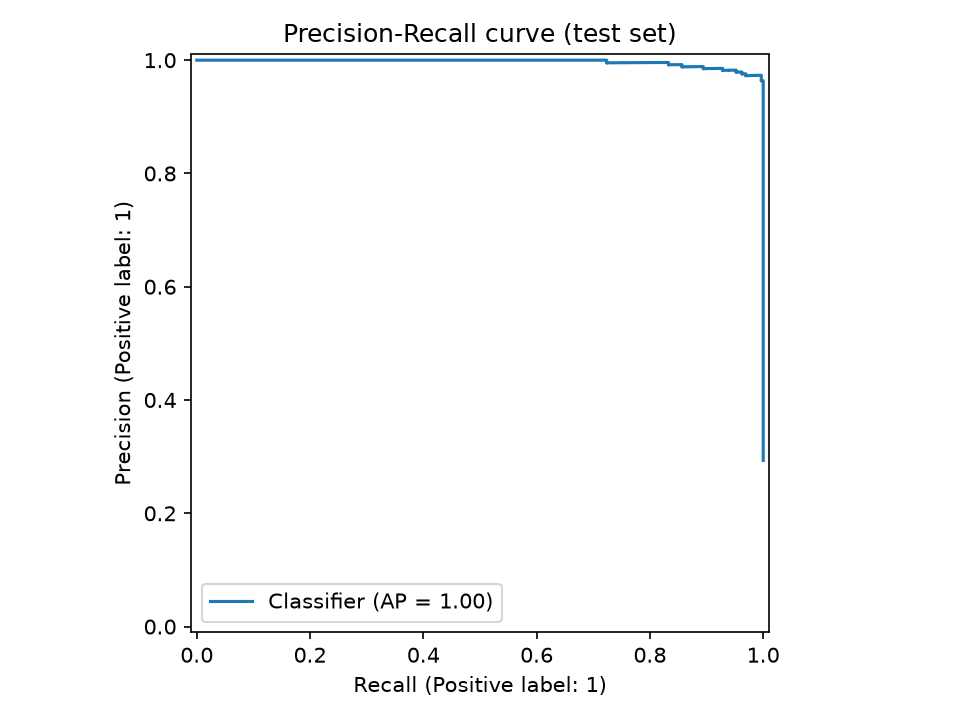 Precision-Recall curve (test set)
1.0
0.8
0.6
0.4
0.2
0.0
Precision (Positive label: 1)
Classifier (AP = 1.00)
0.0 0.2 0.4 0.6 0.8 1.0
Recall (Positive label: 1)